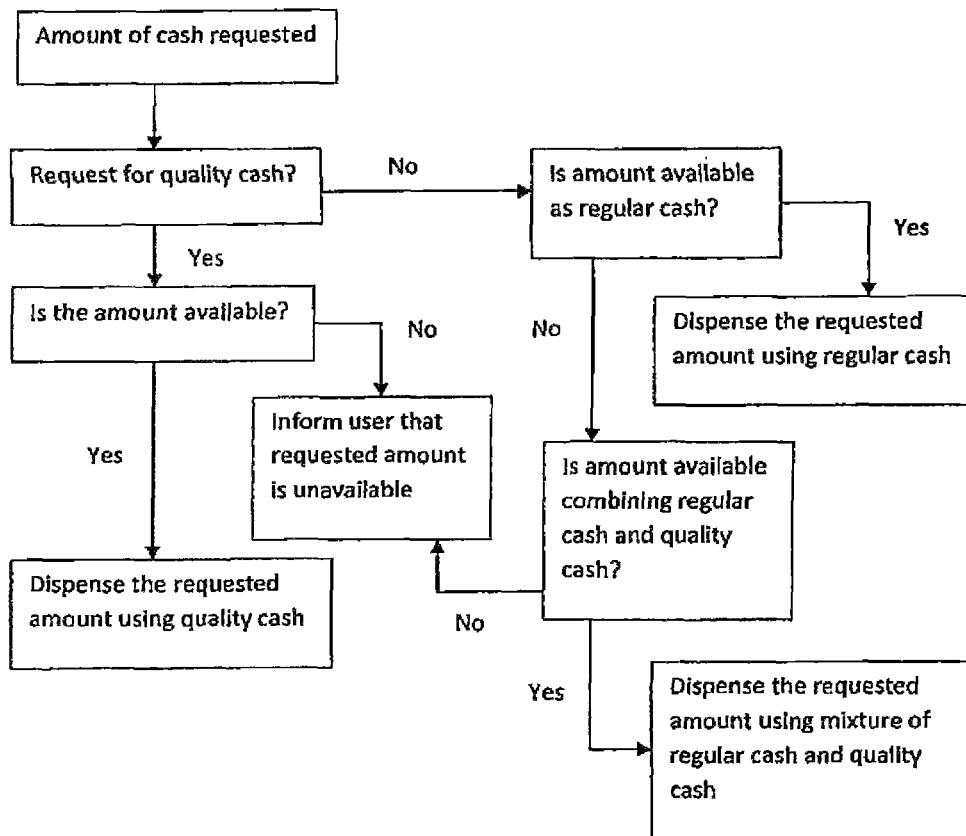 Amount of cash requested
Request for quality cash?
No
Is amount available
as regular cash?
Yes
Yes
Is the amount available?
No
No
Dispense the requested
amount using regular cash
Inform user that
requested amount
is unavailable
Yes
Is amount available
combining regular
cash and quality
cash?
Dispense the requested
amount using quality cash
No
Yes
Dispense the requested
amount using mixture of
regular cash and quality
cash